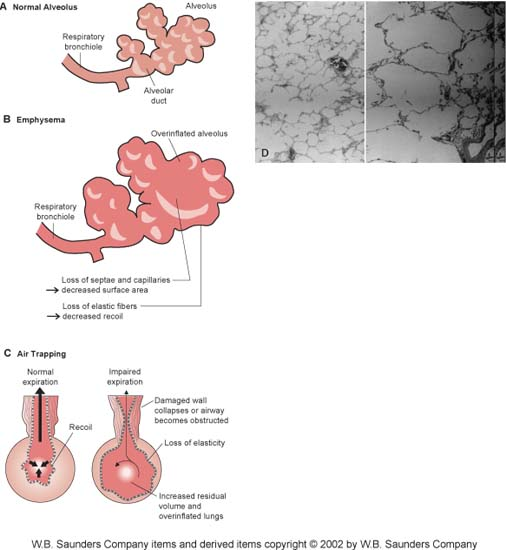 A Normal Alveolus
Alveolus
Respiratory
bronchiole
Alveolar
duct
B Emphysema
Overinflated alveolus
Respiratory
bronchiole
Loss of septae and capillaries
→ decreased surface area
Loss of elastic fibers
→ decreased recoil
C Air Trapping
Normal
expiration
Recoil
Impaired
expiration
Damaged wall
collapses or airway
becomes obstructed
Loss of elasticity
Increased residual
volume and
overinflated lungs
D
W.B. Saunders Company items and derived items copyright © 2002 by W.B. Saunders Company